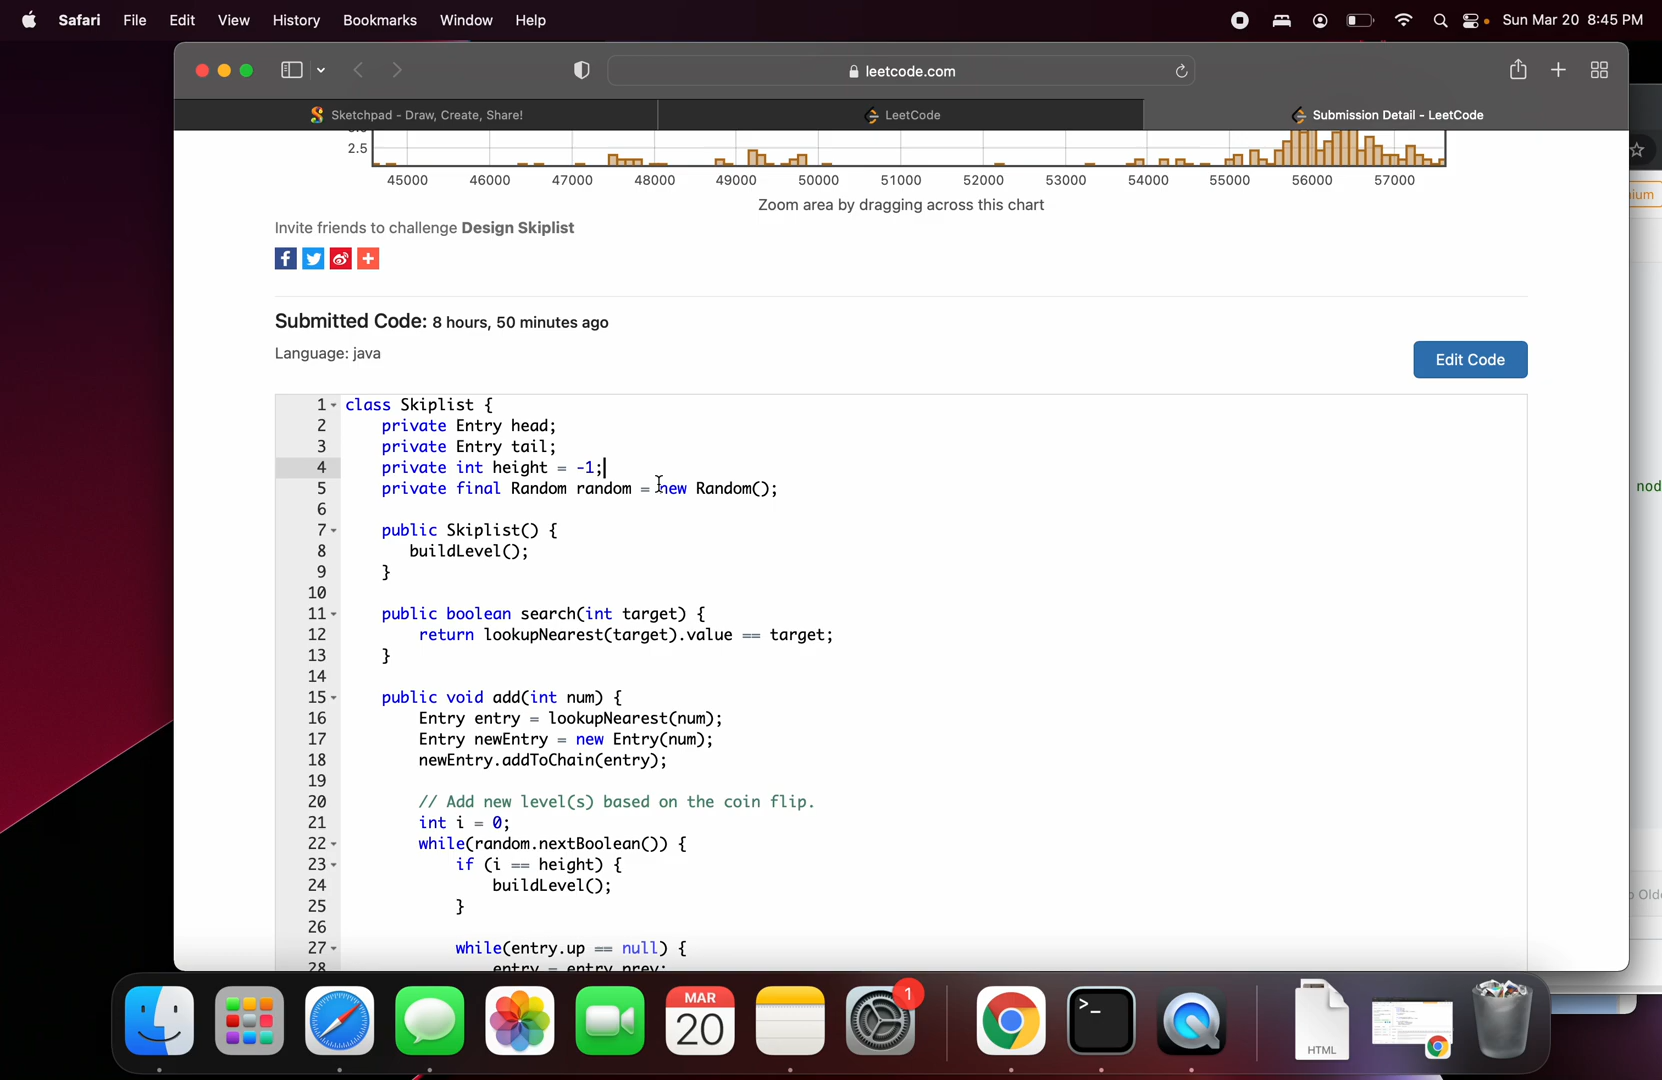 Safari File Edit View History Bookmarks Window Help Sun Mar 20 8:45 PM
leetcode.com
Sketchpad - Draw, Create, Share! LeetCode Submission Detail - LeetCode
2.5
45000 46000 47000 48000 49000 50000 51000 52000 53000 54000 55000 56000 57000
Zoom area by dragging across this chart
Invite friends to challenge Design Skiplist
Submitted Code: 8 hours, 50 minutes ago
Language: java
Edit Code
1 class Skiplist {
2 private Entry head;
3 private Entry tail;
4 private int height = -1;
5 private final Random random = new Random();
6
7 public Skiplist() {
8 buildLevel();
9 }
10
11 public boolean search(int target) {
12 return lookupNearest(target).value == target;
13 }
14
15 public void add(int num) {
16 Entry entry = lookupNearest(num);
17 Entry newEntry = new Entry(num);
18 newEntry.addToChain(entry);
19
20 // Add new level(s) based on the coin flip.
21 int i = 0;
22 while(random.nextBoolean()) {
23 if (i == height) {
24 buildLevel();
25 }
26
27 while(entry.up == null) {
28 entry = entry.prev;
nod
MAR
20
1
>_
HTML